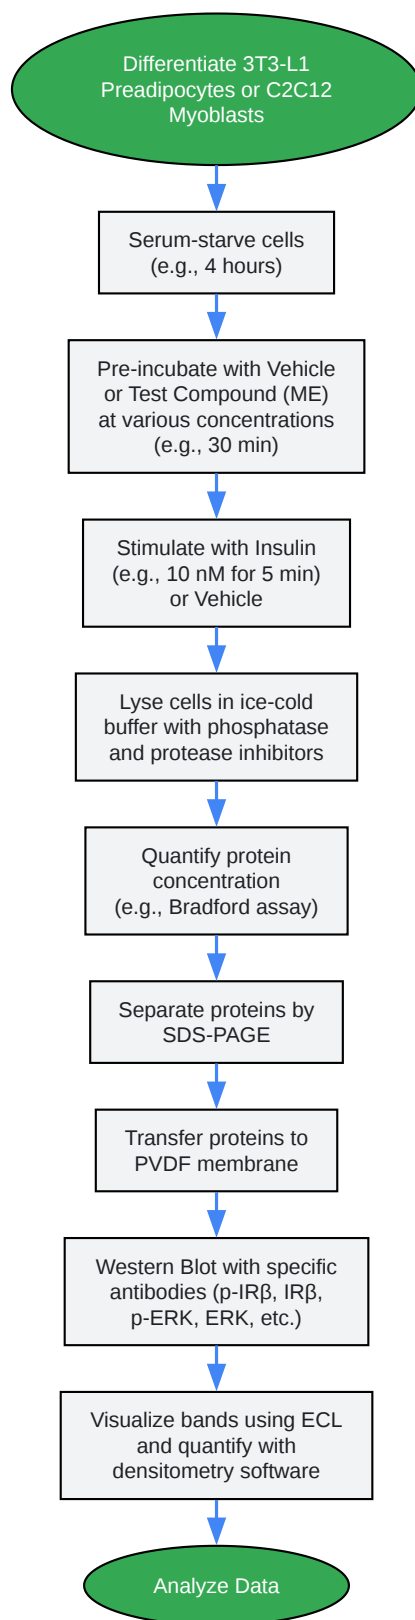 Differentiate 3T3-L1
Preadipocytes or C2C12
Myoblasts
Serum-starve cells
(e.g., 4 hours)
Pre-incubate with Vehicle
or Test Compound (ME)
at various concentrations
(e.g., 30 min)
Stimulate with Insulin
(e.g., 10 nM for 5 min)
or Vehicle
Lyse cells in ice-cold
buffer with phosphatase
and protease inhibitors
Quantify protein
concentration
(e.g., Bradford assay)
Separate proteins by
SDS-PAGE
Transfer proteins to
PVDF membrane
Western Blot with specific
antibodies (p-IRβ, IRβ,
p-ERK, ERK, etc.)
Visualize bands using ECL
and quantify with
densitometry software
Analyze Data